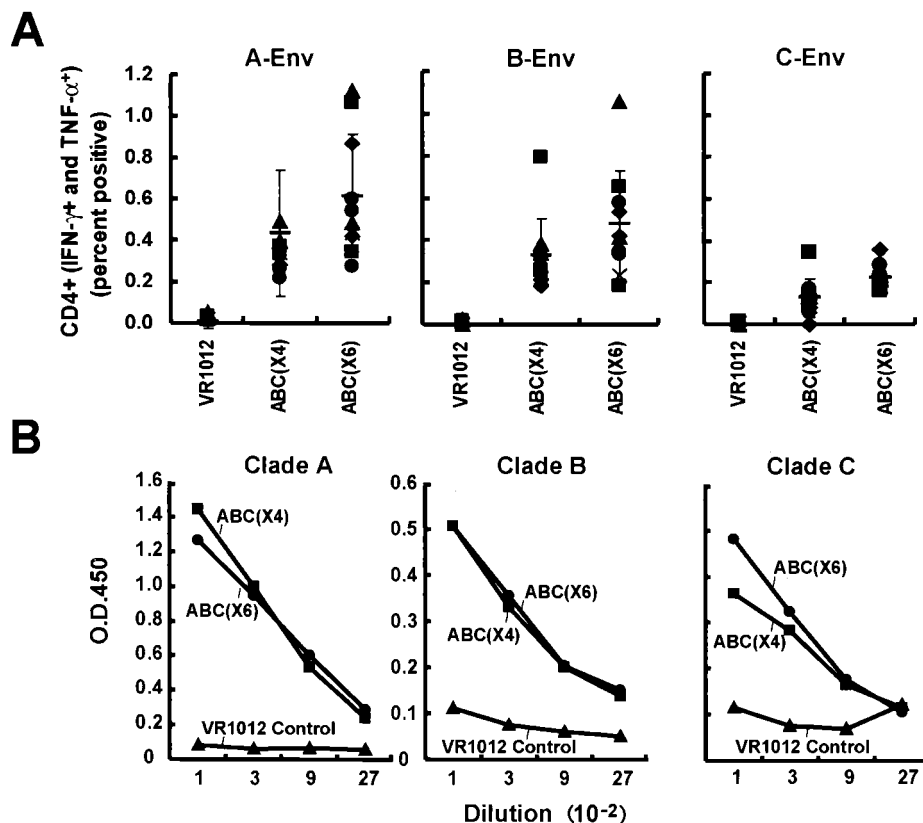 A
A-Env
B-Env
C-Env
CD4+ (IFN-γ+ and TNF-α+)
(percent positive)
1.2
1.0
0.8
0.6
0.4
0.2
0.0
VR1012
ABC(X4)
ABC(X6)
VR1012
ABC(X4)
ABC(X6)
VR1012
ABC(X4)
ABC(X6)
B
Clade A
Clade B
Clade C
O.D.450
1.6
1.4
1.2
1.0
0.8
0.6
0.4
0.2
0
ABC(X4)
ABC(X6)
VR1012 Control
1 3 9 27
0.6
0.5
0.4
0.3
0.2
0.1
0
ABC(X6)
ABC(X4)
VR1012 Control
1 3 9 27
ABC(X6)
ABC(X4)
VR1012 Control
1 3 9 27
Dilution (10-2)